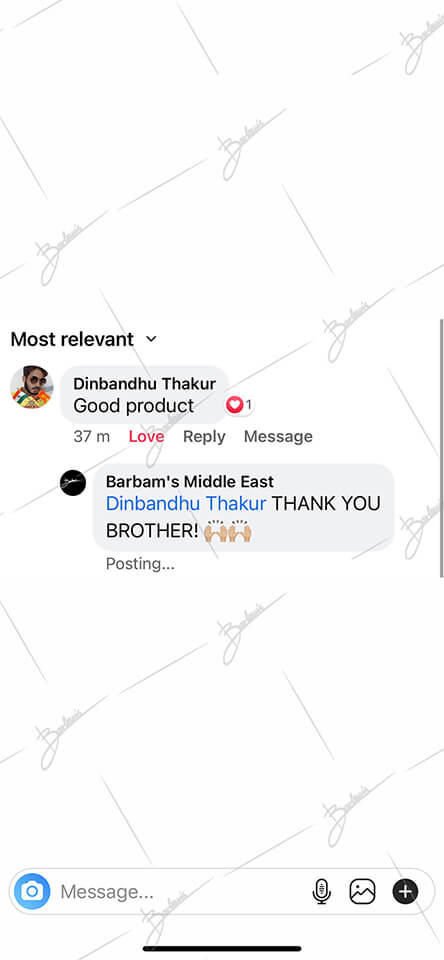 Most relevant
Dinbandhu Thakur
Good product
1
37 m Love Reply Message
Barbam's Middle East
Dinbandhu Thakur THANK YOU
BROTHER! 🙌🏼🙌🏼
Posting...
Message...